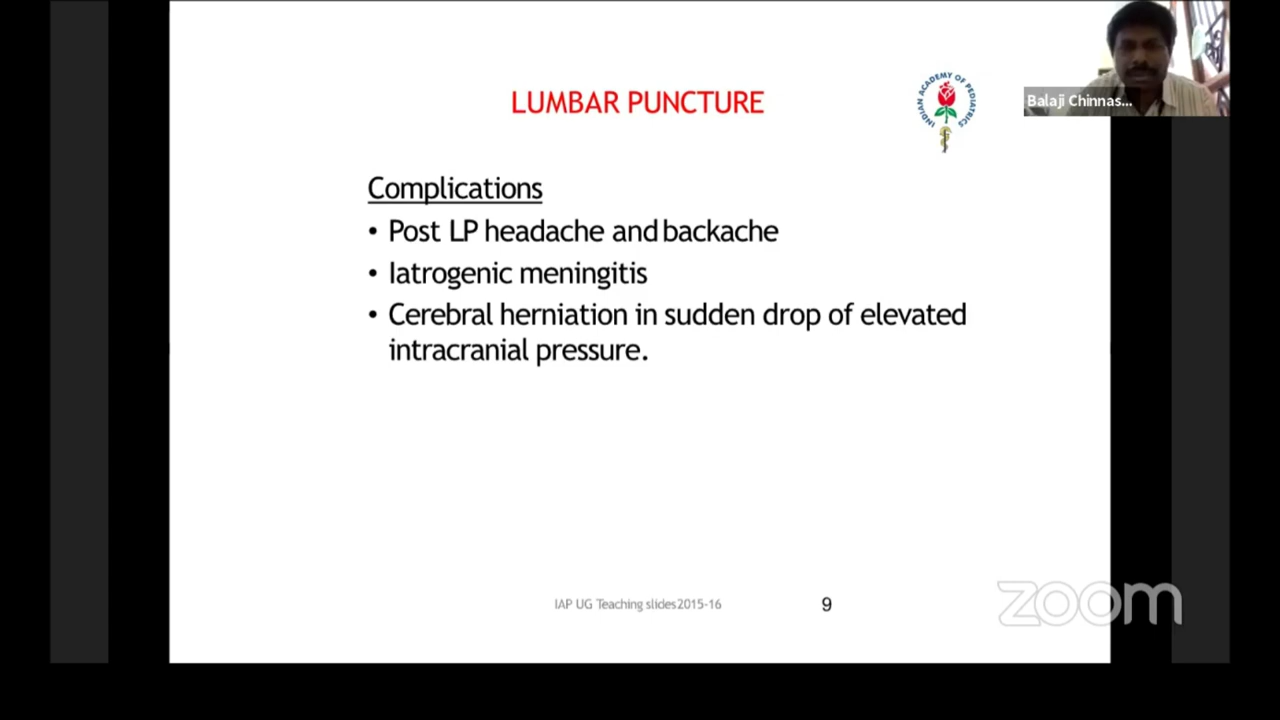 LUMBAR PUNCTURE
INDIAN ACADEMY OF PEDIATRICS
Balaji Chinnas...
Complications
• Post LP headache and backache
• Iatrogenic meningitis
• Cerebral herniation in sudden drop of elevated
intracranial pressure.
IAP UG Teaching slides 2015-16
9
zoom